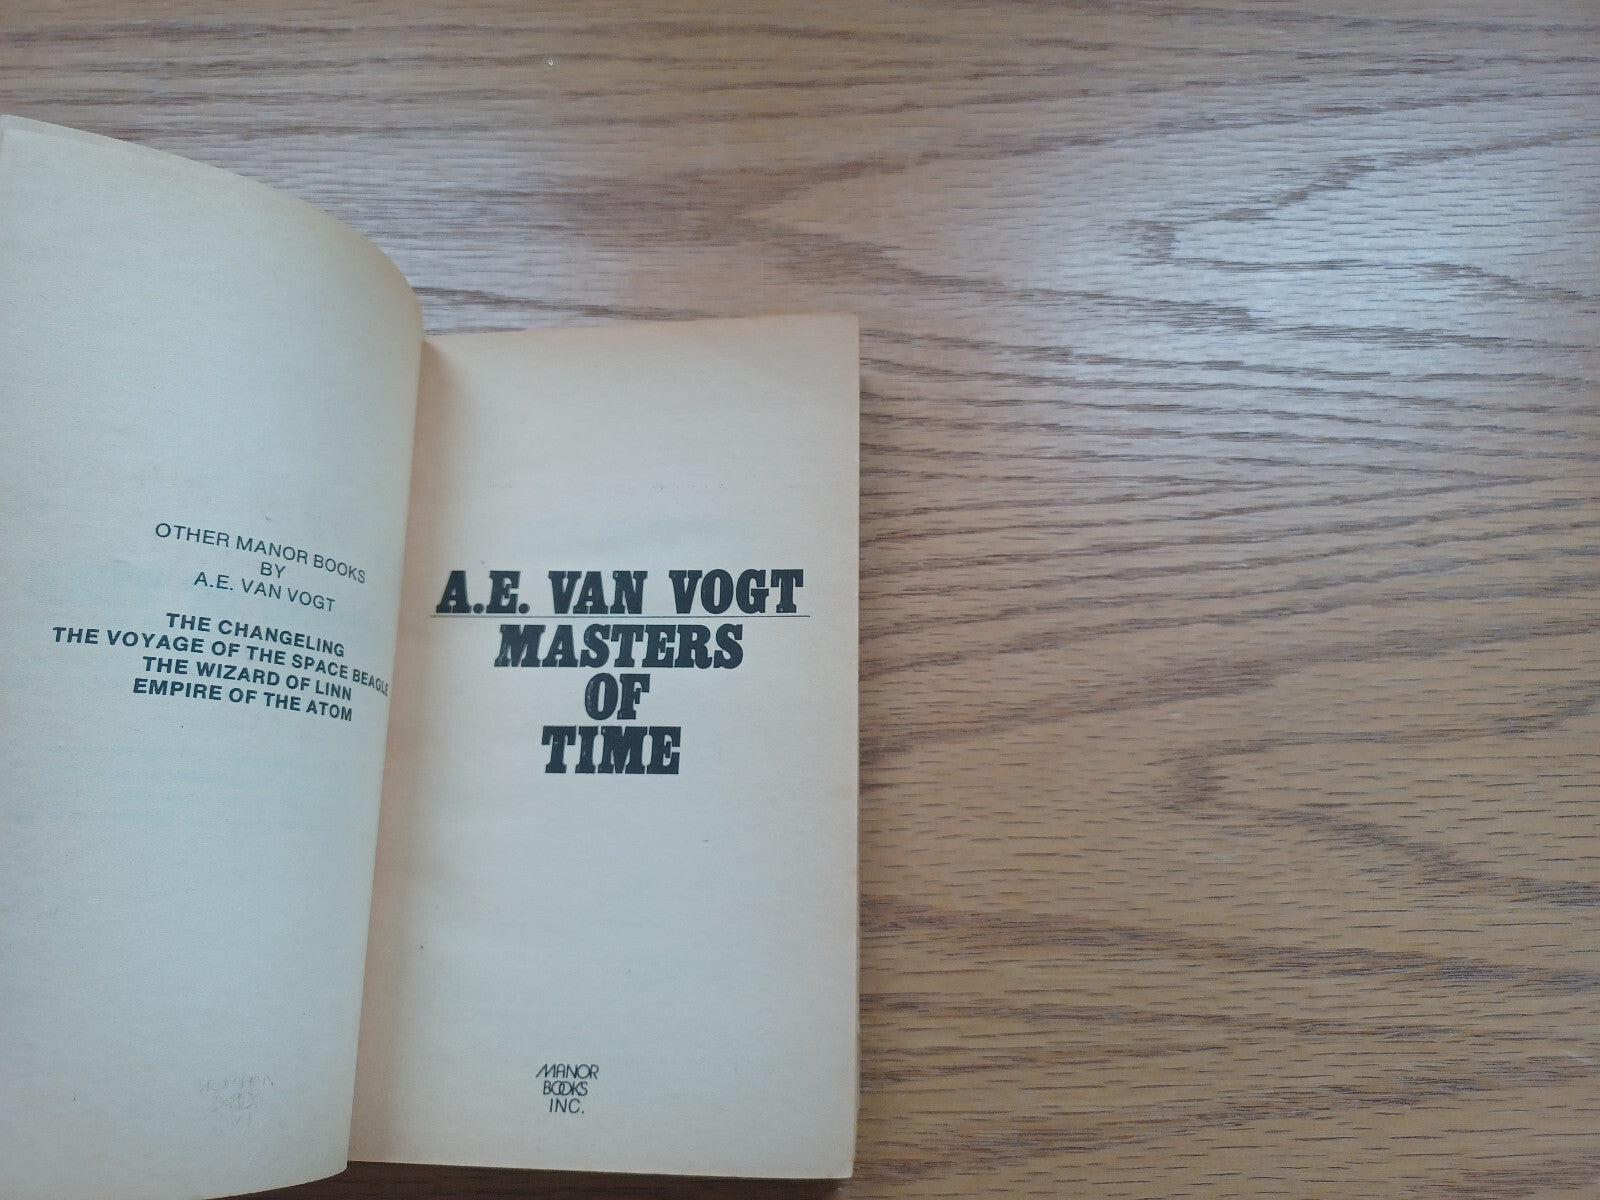 OTHER MANOR BOOKS
BY
A.E. VAN VOGT
THE CHANGELING
THE VOYAGE OF THE SPACE BEAGLE
THE WIZARD OF LINN
EMPIRE OF THE ATOM
A.E. VAN VOGT
MASTERS
OF
TIME
MANOR
BOOKS
INC.